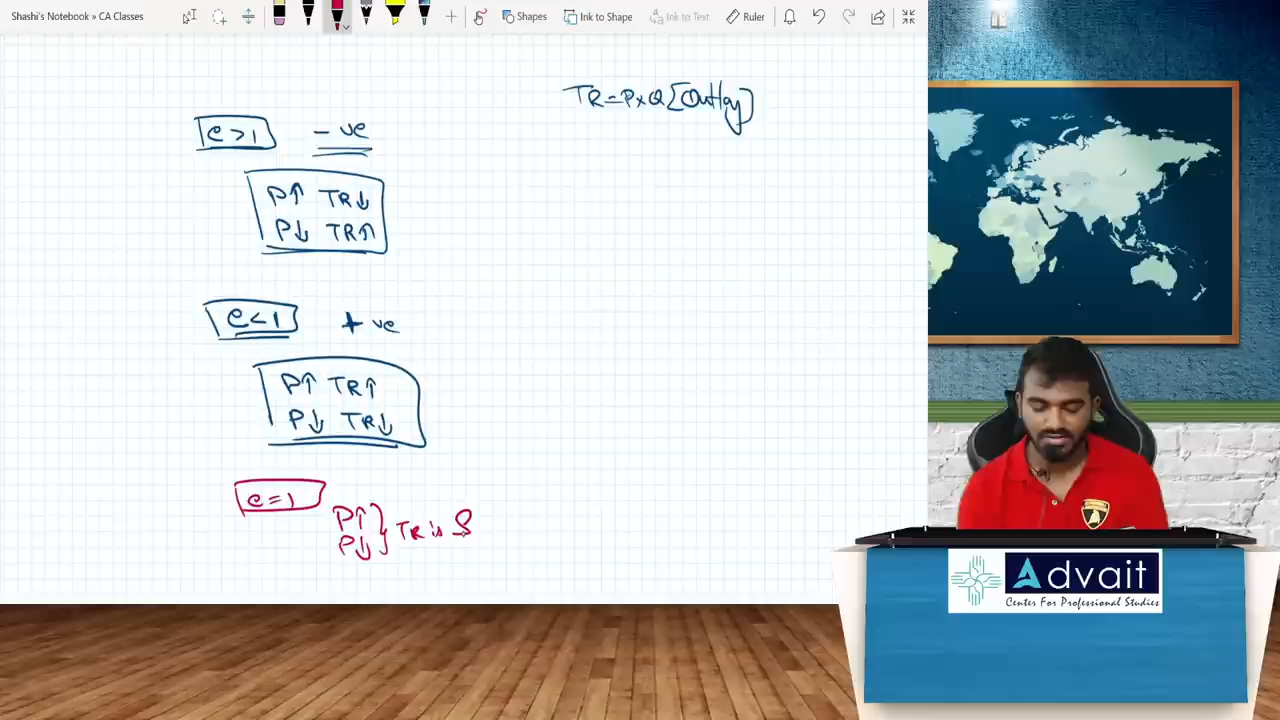 Shashi's Notebook » CA Classes
Shapes
Ink to Shape
Ink to Text
Ruler
TR=P×Q[Outlay]
e>1 -ve
P↑ TR↓
P↓ TR↑
e<1 +ve
P↑ TR↑
P↓ TR↓
e=1
P↑
P↓ } TR is S
Advait
Center For Professional Studies